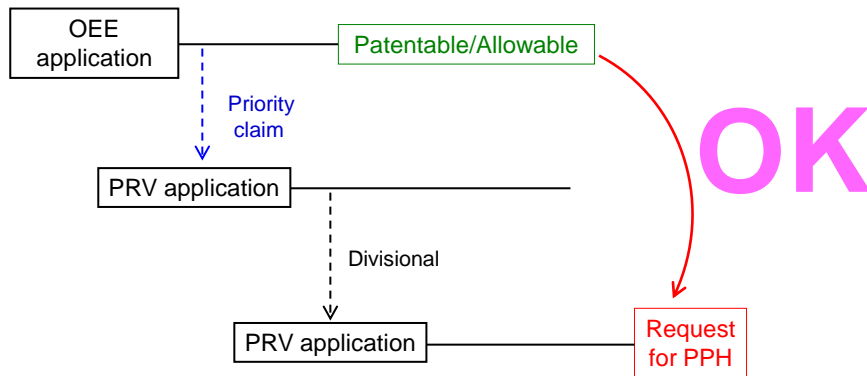 OEE
application
Patentable/Allowable
Priority
claim
OK
PRV application
Divisional
PRV application
Request
for PPH